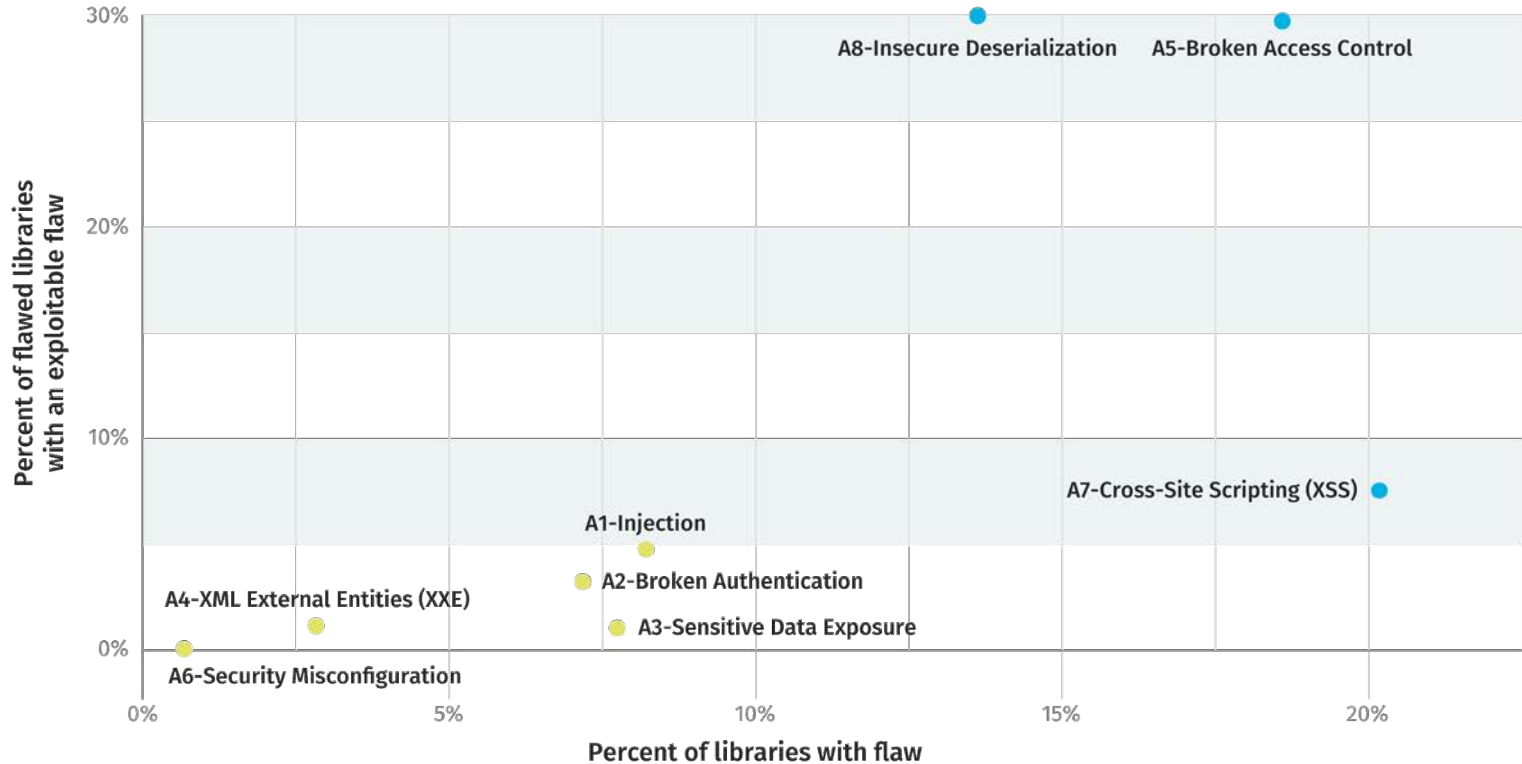 30%
A8-Insecure Deserialization
A5-Broken Access Control
Percent of flawed libraries
with an exploitable flaw
20%
10%
A7-Cross-Site Scripting (XSS)
A1-Injection
A2-Broken Authentication
A4-XML External Entities (XXE)
A3-Sensitive Data Exposure
0%
A6-Security Misconfiguration
0%
5%
10%
15%
20%
Percent of libraries with flaw